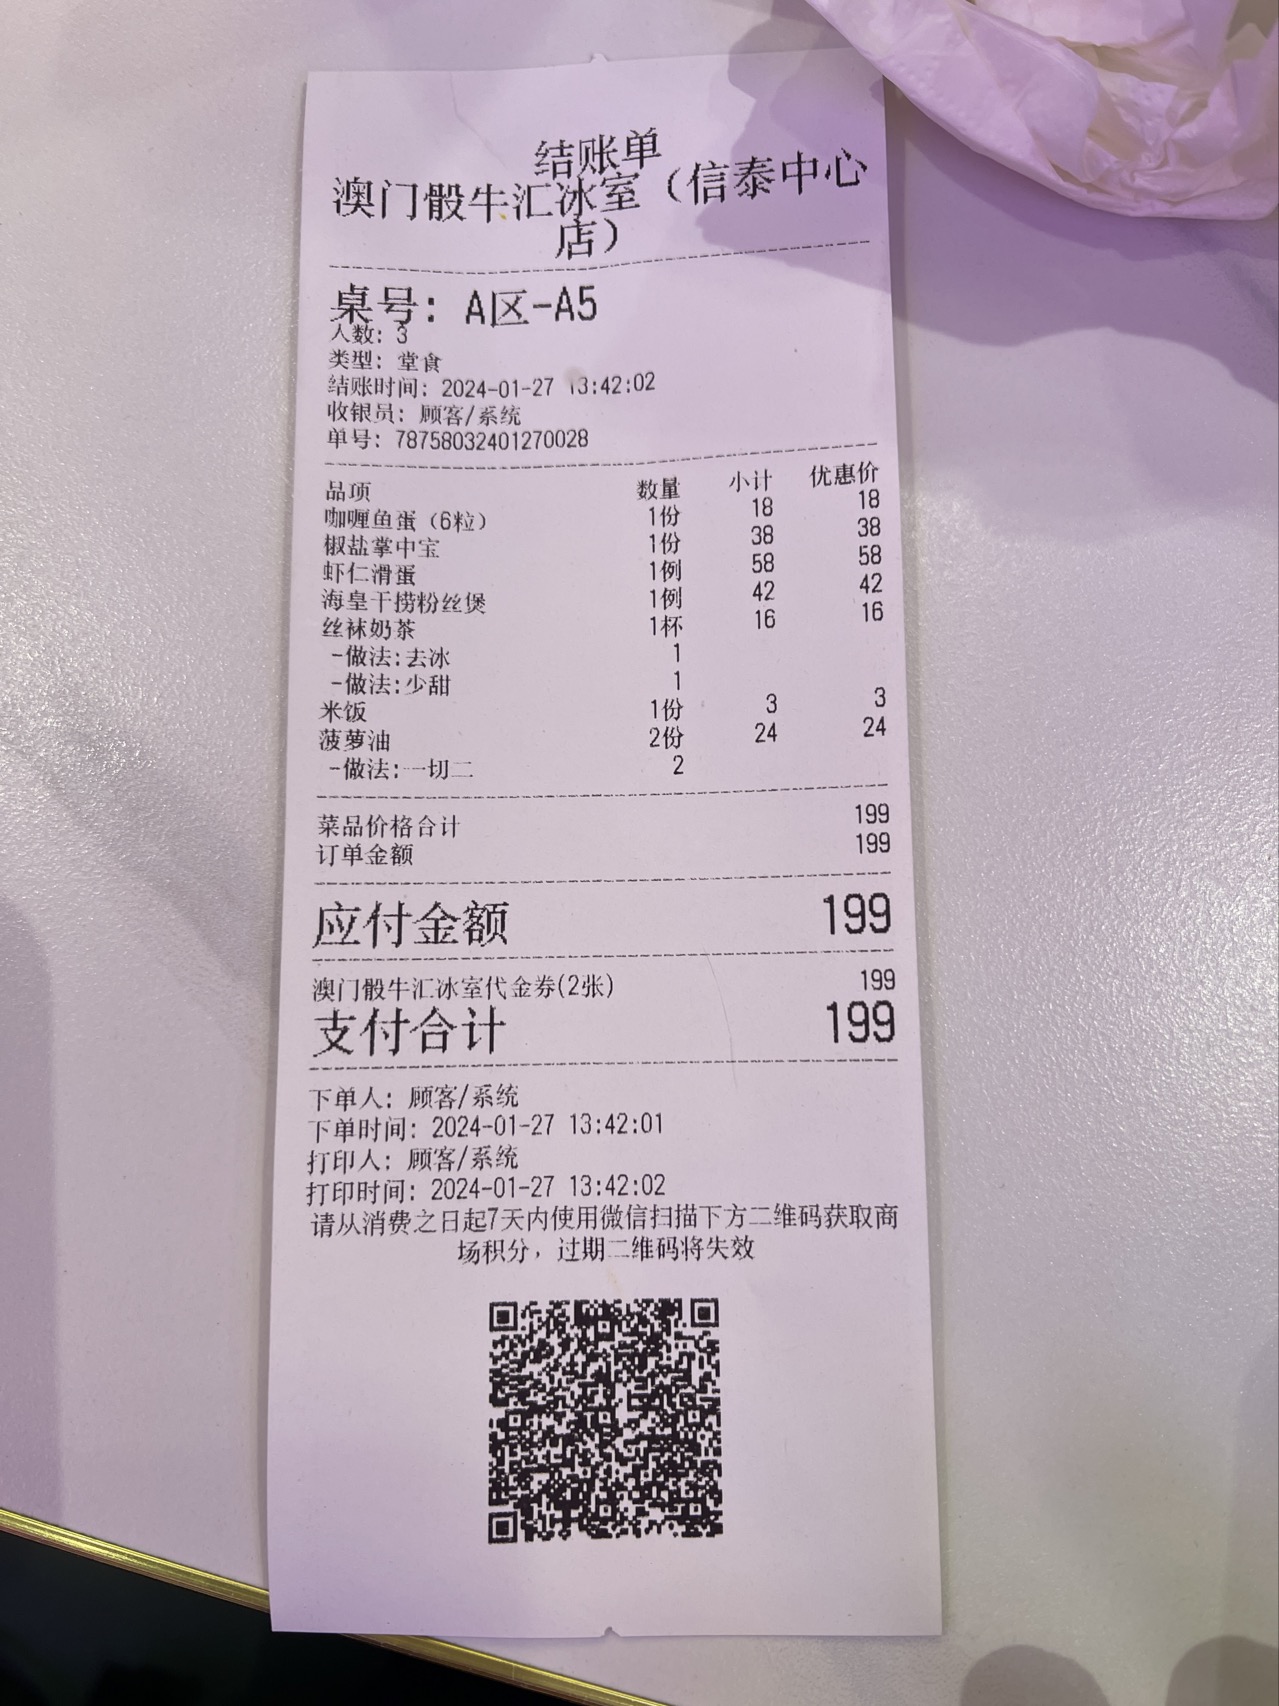 结账单
澳门骰牛汇冰室（信泰中心
店）
桌号: A区-A5
人数: 3
类型: 堂食
结账时间: 2024-01-27 13:42:02
收银员: 顾客/系统
单号: 78758032401270028
品项 数量 小计 优惠价
咖喱鱼蛋（6粒） 1份 18 18
椒盐掌中宝 1份 38 38
虾仁滑蛋 1例 58 58
海皇干捞粉丝煲 1例 42 42
丝袜奶茶 1杯 16 16
-做法:去冰 1
-做法:少甜 1
米饭 1份 3 3
菠萝油 2份 24 24
-做法:一切二 2
菜品价格合计 199
订单金额 199
应付金额 199
澳门骰牛汇冰室代金券(2张) 199
支付合计 199
下单人: 顾客/系统
下单时间: 2024-01-27 13:42:01
打印人: 顾客/系统
打印时间: 2024-01-27 13:42:02
请从消费之日起7天内使用微信扫描下方二维码获取商
场积分，过期二维码将失效